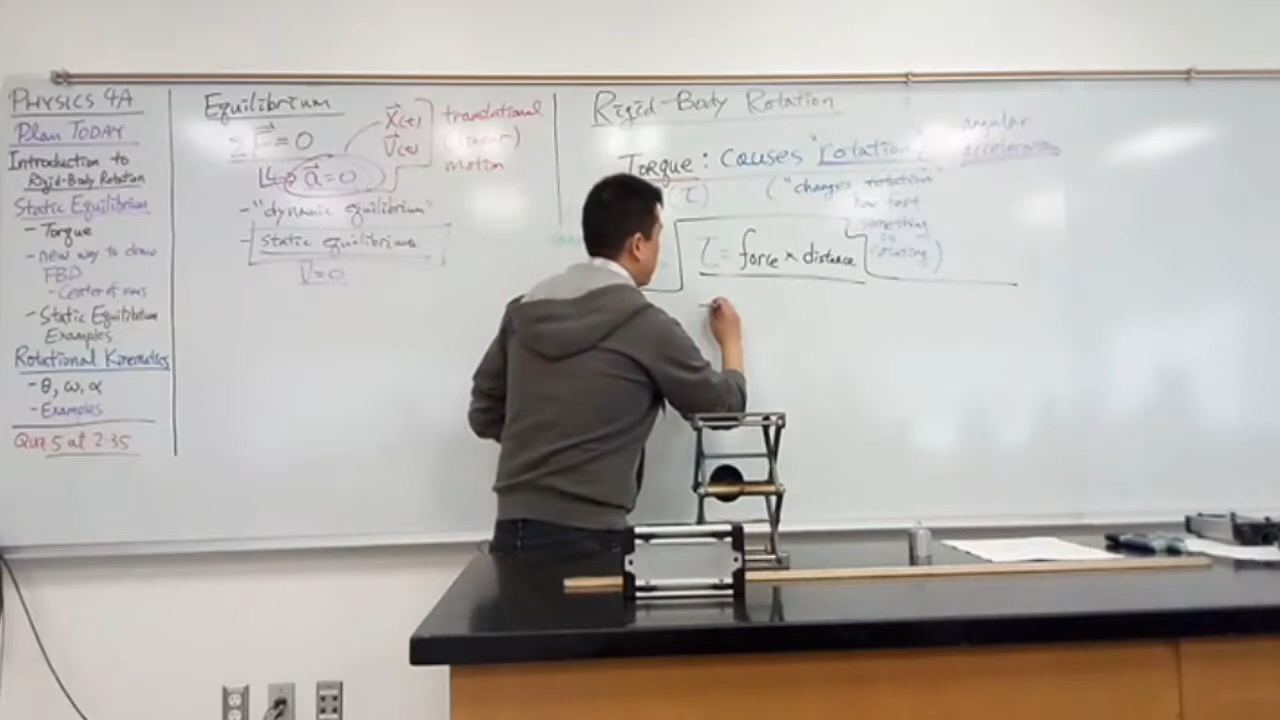 PHYSICS 4A
Plan TODAY
Introduction to
Rigid-Body Rotation
Static Equilibrium
- Torque
- new way to draw
FBD
- Center of mass
- Static Equilibrium
Examples
Rotational Kinematics
- θ, ω, α
- Examples
Quiz 5 at 2:35
Equilibrium
ΣF⃗ = 0
↳ a⃗ = 0
x⃗(t)
v⃗(t)
translational
(linear)
motion
- "dynamic equilibrium"
- static equilibrium
v = 0
Rigid-Body Rotation
Torque: causes "rotation"
angular
acceleration
(τ)
("changes rotation"
how fast
something
is
rotating)
τ = force × distance